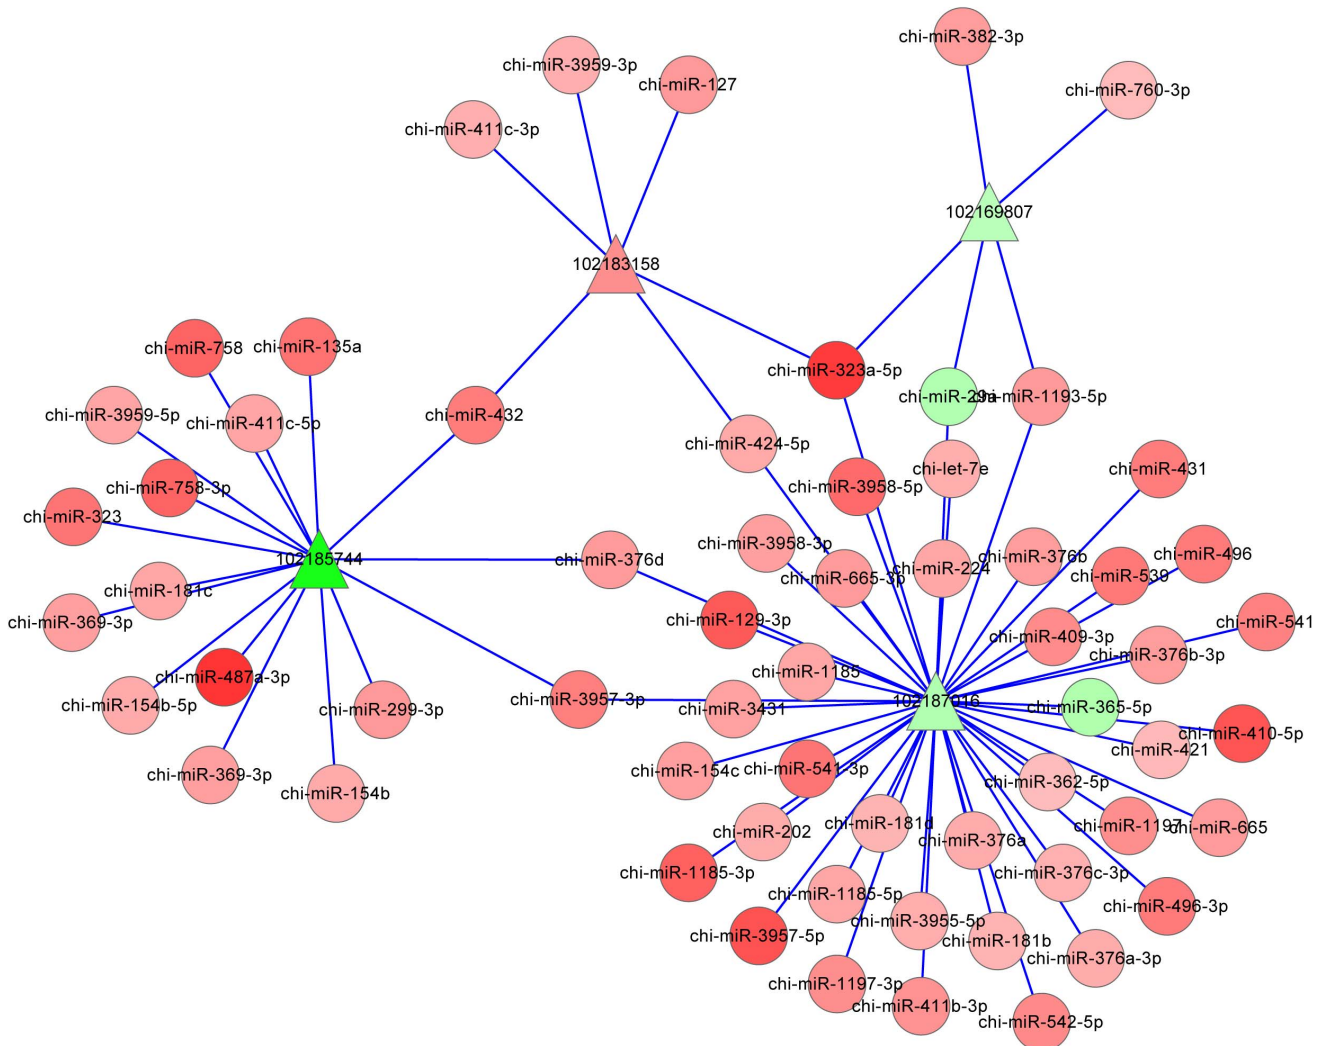 chi-miR-382-3p
chi-miR-3959-3p
chi-miR-127
chi-miR-760-3p
chi-miR-411c-3p
102169807
102183158
chi-miR-758
chi-miR-135a
chi-miR-323a-5p
chi-miR-29a
chi-miR-1193-5p
chi-miR-3959-5p
chi-miR-411c-5p
chi-miR-432
chi-miR-424-5p
chi-let-7e
chi-miR-431
chi-miR-758-3p
chi-miR-3958-5p
chi-miR-323
chi-miR-3958-3p
chi-miR-376b
chi-miR-496
102185744
chi-miR-376d
chi-miR-665-3p
chi-miR-224
chi-miR-539
chi-miR-181c
chi-miR-369-3p
chi-miR-129-3p
chi-miR-409-3p
chi-miR-541
chi-miR-376b-3p
chi-miR-487a-3p
chi-miR-1185
chi-miR-154b-5p
chi-miR-299-3p
chi-miR-3957-3p
chi-miR-3431
102187016
chi-miR-365-5p
chi-miR-410-5p
chi-miR-421
chi-miR-369-3p
chi-miR-154c
chi-miR-541-3p
chi-miR-362-5p
chi-miR-154b
chi-miR-202
chi-miR-181d
chi-miR-376a
chi-miR-1197
chi-miR-665
chi-miR-1185-3p
chi-miR-1185-5p
chi-miR-376c-3p
chi-miR-496-3p
chi-miR-3957-5p
chi-miR-3955-5p
chi-miR-181b
chi-miR-376a-3p
chi-miR-1197-3p
chi-miR-411b-3p
chi-miR-542-5p